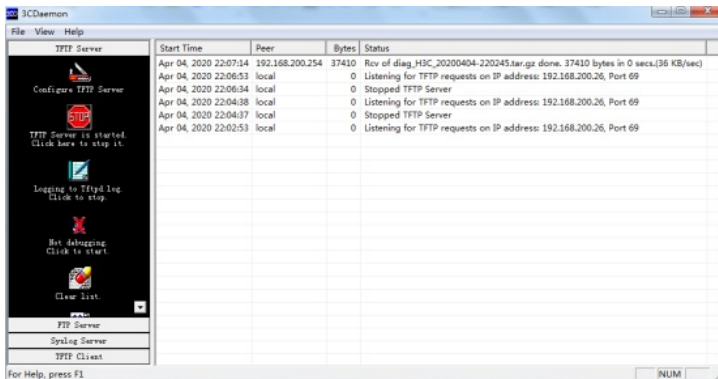 3CDaemon
File View Help
TFTP Server
Configure TFTP Server
STOP
TFTP Server is started.
Click here to stop it.
Logging to Tftpd.log.
Click to stop.
Not debugging.
Click to start.
Clear list.
FTP Server
Syslog Server
TFTP Client
Start Time Peer Bytes Status
Apr 04, 2020 22:07:14 192.168.200.254 37410 Rcv of diag_H3C_20200404-220245.tar.gz done. 37410 bytes in 0 secs.(36 KB/sec)
Apr 04, 2020 22:06:53 local 0 Listening for TFTP requests on IP address: 192.168.200.26, Port 69
Apr 04, 2020 22:06:34 local 0 Stopped TFTP Server
Apr 04, 2020 22:04:38 local 0 Listening for TFTP requests on IP address: 192.168.200.26, Port 69
Apr 04, 2020 22:04:37 local 0 Stopped TFTP Server
Apr 04, 2020 22:02:53 local 0 Listening for TFTP requests on IP address: 192.168.200.26, Port 69
For Help, press F1
NUM